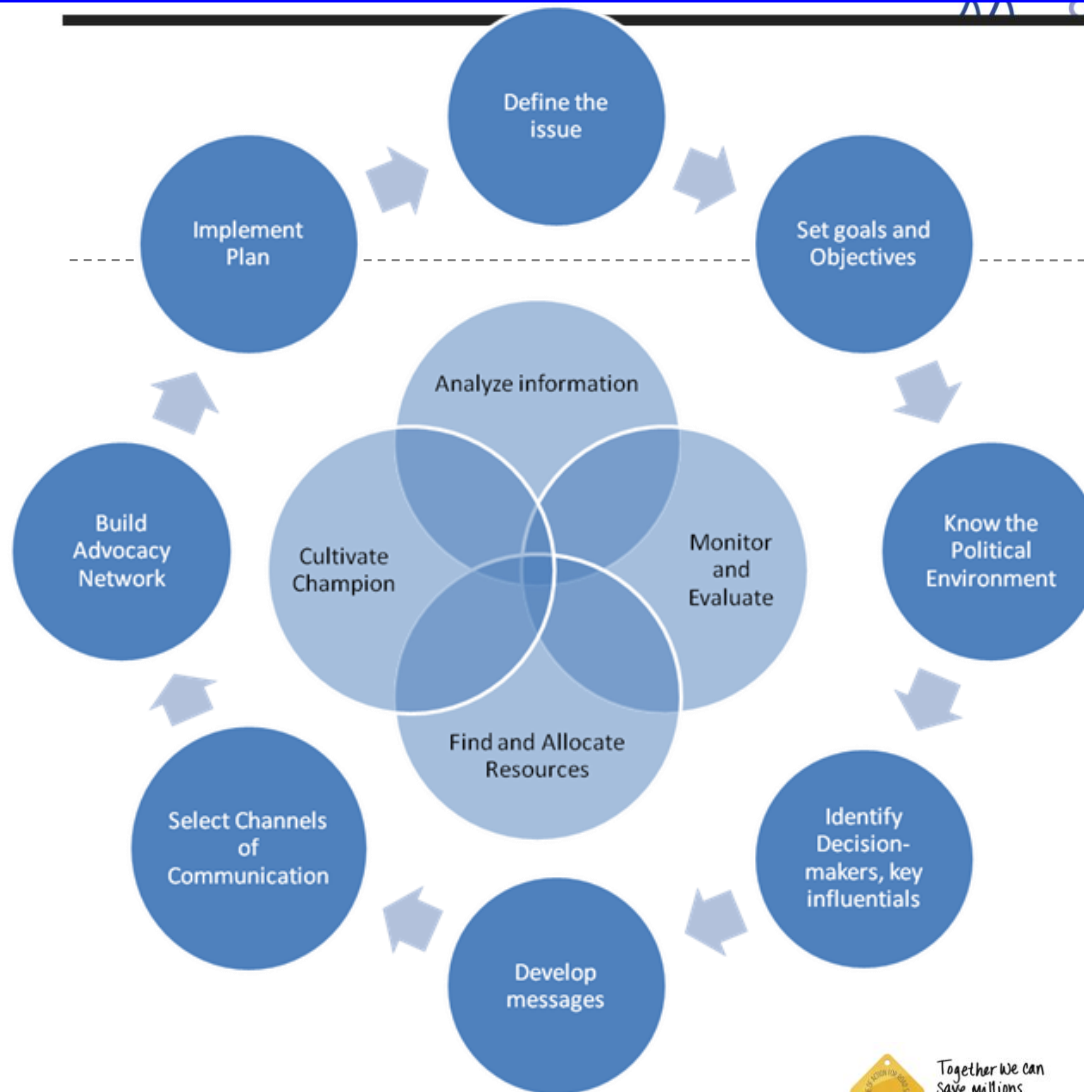 Define the
issue
Set goals and
Objectives
Know the
Political
Environment
Identify
Decision-
makers, key
influentials
Develop
messages
Select Channels
of
Communication
Build
Advocacy
Network
Implement
Plan
Analyze information
Monitor
and
Evaluate
Find and Allocate
Resources
Cultivate
Champion
Together we can
save millions